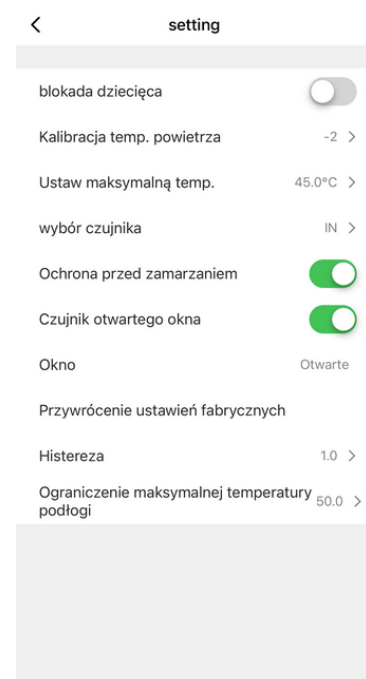 setting
blokada dziecięca
Kalibracja temp. powietrza -2
Ustaw maksymalną temp. 45.0°C
wybór czujnika IN
Ochrona przed zamarzaniem
Czujnik otwartego okna
Okno Otwarte
Przywrócenie ustawień fabrycznych
Histereza 1.0
Ograniczenie maksymalnej temperatury 50.0
podłogi